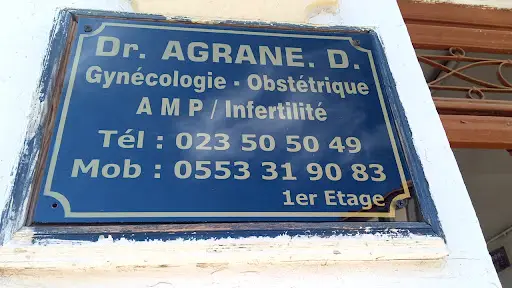 Dr. AGRANE. D.
Gynécologie - Obstétrique
A M P / Infertilité
Tél : 023 50 50 49
Mob : 0553 31 90 83
1er Etage